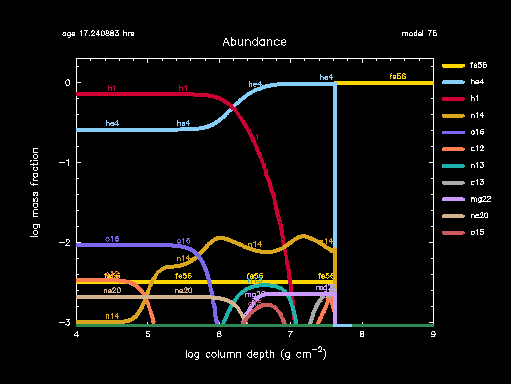 age 17.240883 hrs
model 76
Abundance
fe56
he4
h1
n14
o16
c12
n13
c13
mg22
ne20
o15
log mass fraction
0
−1
−2
−3
h1 h1
he4 he4 he4 he4
fe56
o16 o16
n14 n14 n14 n14
fe56 fe56 fe56 fe56
ne20 ne20
4 5 6 7 8 9
log column depth (g cm⁻²)